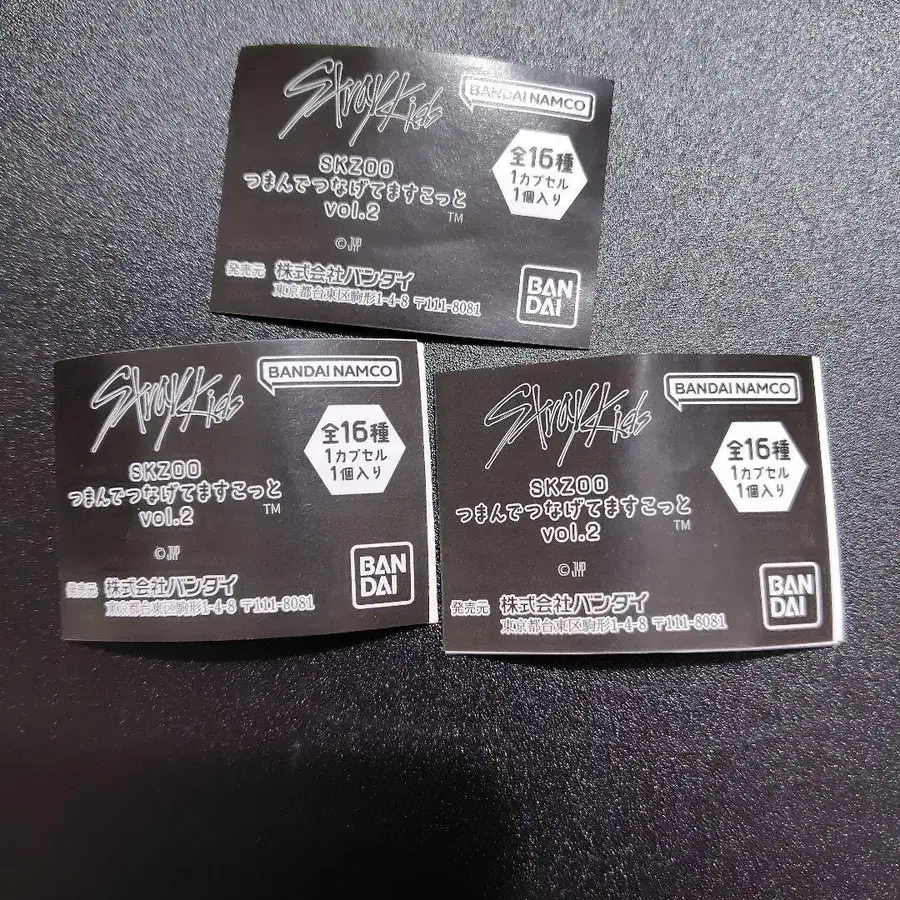 Stray Kids
BANDAI NAMCO
SKZOO
つまんでつなげてますこっと
vol.2
TM
全16種
1カプセル
1個入り
©JYP
発売元 株式会社バンダイ
東京都台東区駒形1-4-8 〒111-8081
BAN
DAI
Stray Kids
BANDAI NAMCO
SKZOO
つまんでつなげてますこっと
vol.2
TM
全16種
1カプセル
1個入り
©JYP
発売元 株式会社バンダイ
東京都台東区駒形1-4-8 〒111-8081
BAN
DAI
Stray Kids
BANDAI NAMCO
SKZOO
つまんでつなげてますこっと
vol.2
TM
全16種
1カプセル
1個入り
©JYP
発売元 株式会社バンダイ
東京都台東区駒形1-4-8 〒111-8081
BAN
DAI